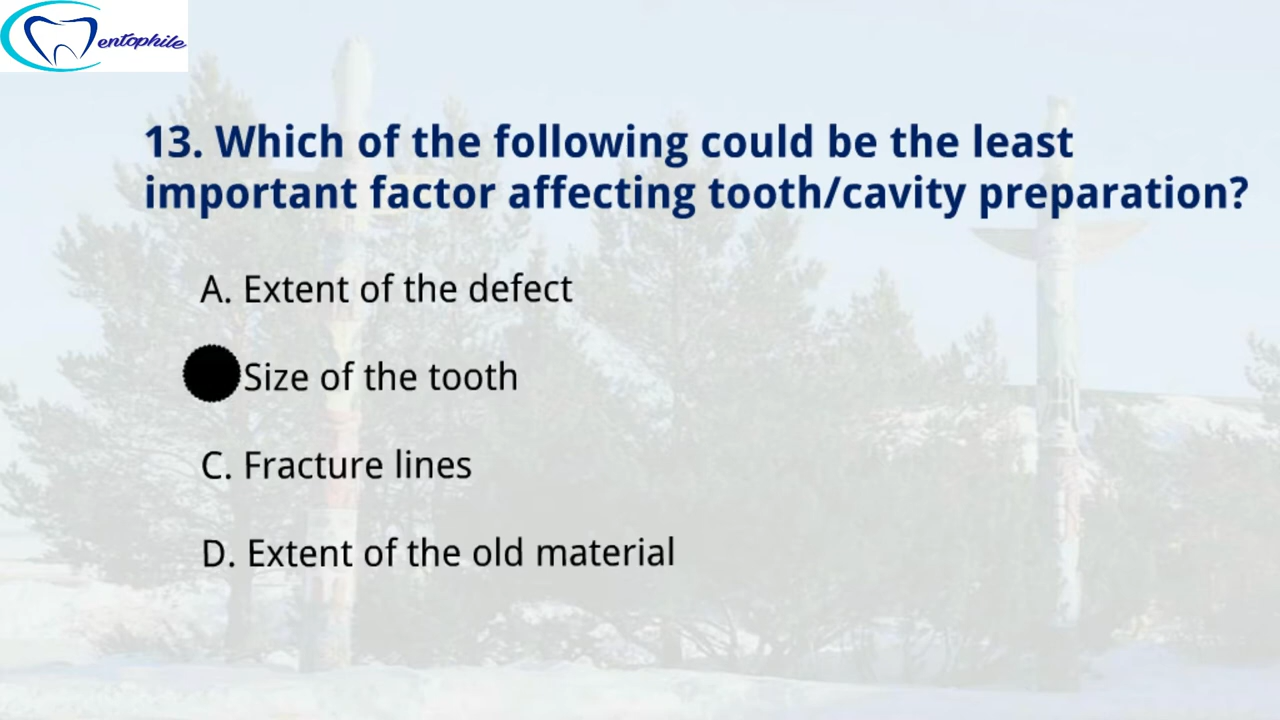 entophile
13. Which of the following could be the least
important factor affecting tooth/cavity preparation?
A. Extent of the defect
Size of the tooth
C. Fracture lines
D. Extent of the old material